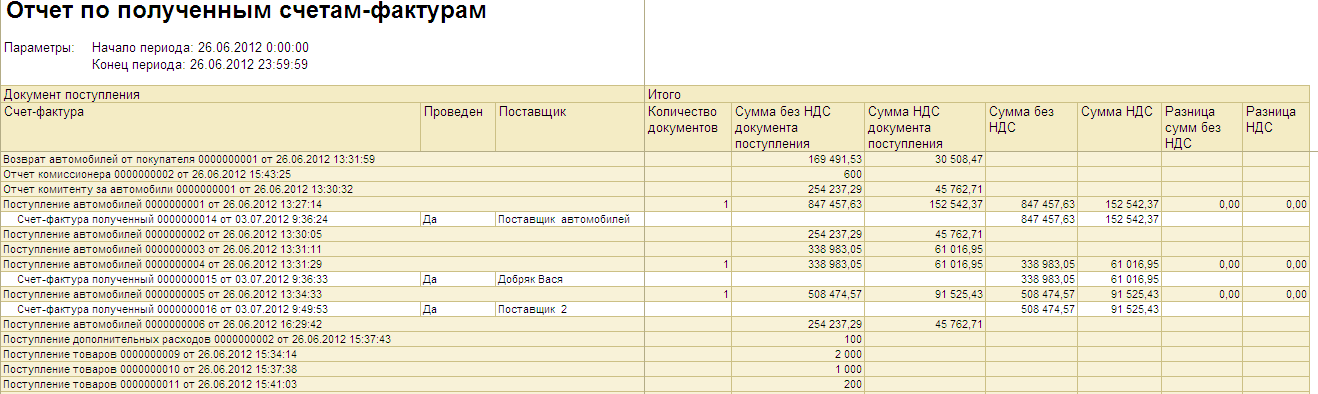 Отчет по полученным счетам-фактурам
Параметры: Начало периода: 26.06.2012 0:00:00
Конец периода: 26.06.2012 23:59:59
Документ поступления Итого
Счет-фактура Проведен Поставщик Количество документов Сумма без НДС документа поступления Сумма НДС документа поступления Сумма без НДС Сумма НДС Разница сумм без НДС Разница НДС
Возврат автомобилей от покупателя 0000000001 от 26.06.2012 13:31:59 169 491,53 30 508,47
Отчет комиссионера 0000000002 от 26.06.2012 15:43:25 600
Отчет комитенту за автомобили 0000000001 от 26.06.2012 13:30:32 254 237,29 45 762,71
Поступление автомобилей 0000000001 от 26.06.2012 13:27:14 1 847 457,63 152 542,37 847 457,63 152 542,37 0,00 0,00
Счет-фактура полученный 0000000014 от 03.07.2012 9:36:24 Да Поставщик автомобилей 847 457,63 152 542,37
Поступление автомобилей 0000000002 от 26.06.2012 13:30:05 254 237,29 45 762,71
Поступление автомобилей 0000000003 от 26.06.2012 13:31:11 338 983,05 61 016,95
Поступление автомобилей 0000000004 от 26.06.2012 13:31:29 1 338 983,05 61 016,95 338 983,05 61 016,95 0,00 0,00
Счет-фактура полученный 0000000015 от 03.07.2012 9:36:33 Да Добряк Вася 338 983,05 61 016,95
Поступление автомобилей 0000000005 от 26.06.2012 13:34:33 1 508 474,57 91 525,43 508 474,57 91 525,43 0,00 0,00
Счет-фактура полученный 0000000016 от 03.07.2012 9:49:53 Да Поставщик 2 508 474,57 91 525,43
Поступление автомобилей 0000000006 от 26.06.2012 16:29:42 254 237,29 45 762,71
Поступление дополнительных расходов 0000000002 от 26.06.2012 15:37:43 100
Поступление товаров 0000000009 от 26.06.2012 15:34:14 2 000
Поступление товаров 0000000010 от 26.06.2012 15:37:38 1 000
Поступление товаров 0000000011 от 26.06.2012 15:41:03 200